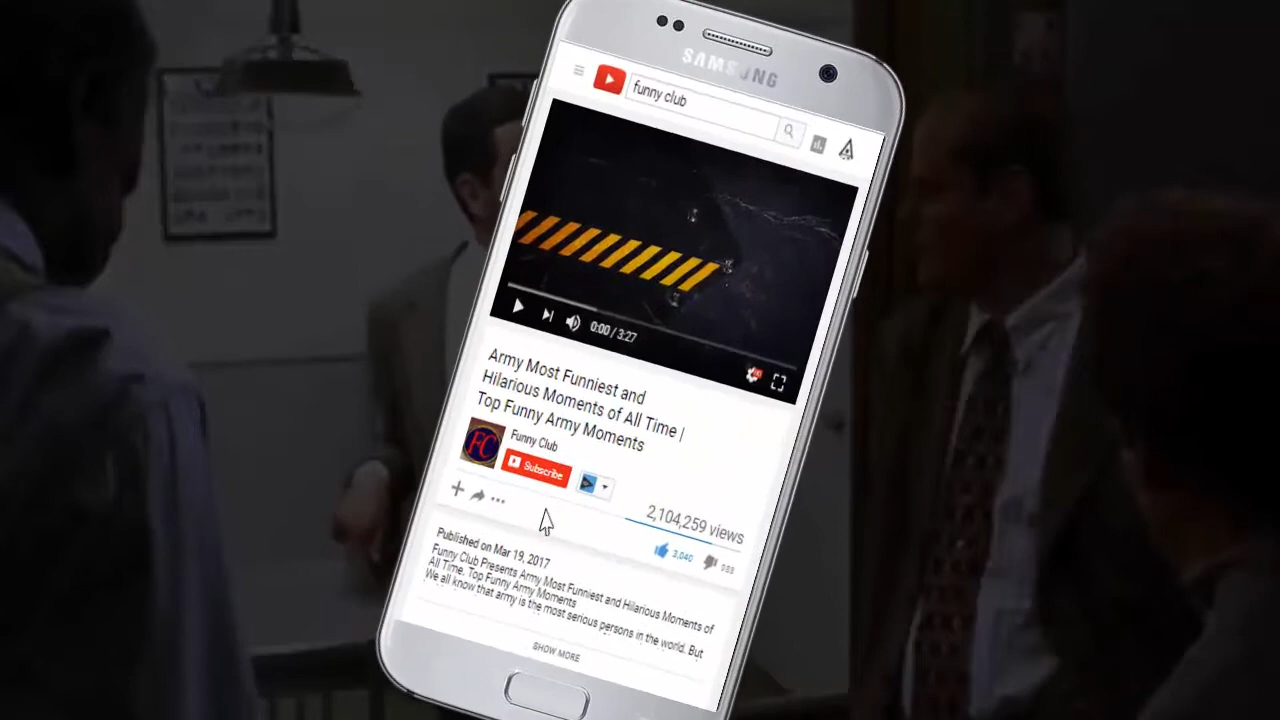 SAMSUNG
funny club
0:00 / 3:27
Army Most Funniest and
Hilarious Moments of All Time |
Top Funny Army Moments
FC
Funny Club
Subscribe
2,104,259 views
3,040
Published on Mar 19, 2017
Funny Club Presents Army Most Funniest and Hilarious Moments of
All Time. Top Funny Army Moments
We all know that army is the most serious persons in the world. But
SHOW MORE